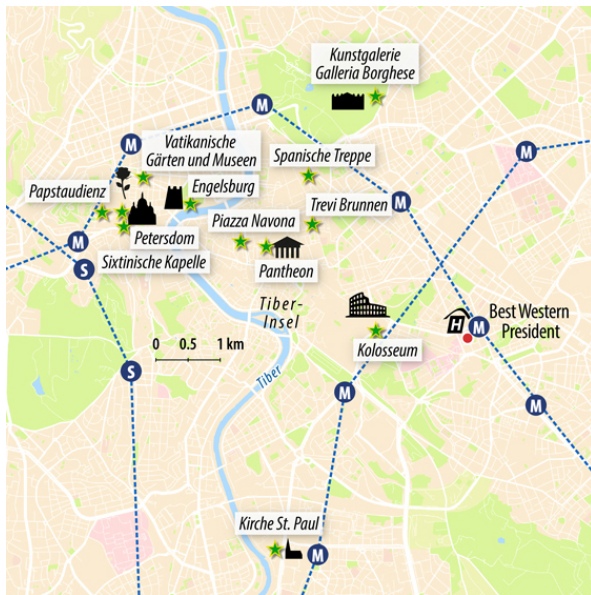 Kunstgalerie
Galleria Borghese
M
M
Vatikanische
Gärten und Museen
Spanische Treppe
M
Papstaudienz
Engelsburg
Trevi Brunnen
M
Piazza Navona
Petersdom
M
Sixtinische Kapelle
Pantheon
S
Tiber-
Insel
H
Best Western
President
M
0 0.5 1 km
Kolosseum
Tiber
S
M
M
Kirche St. Paul
M